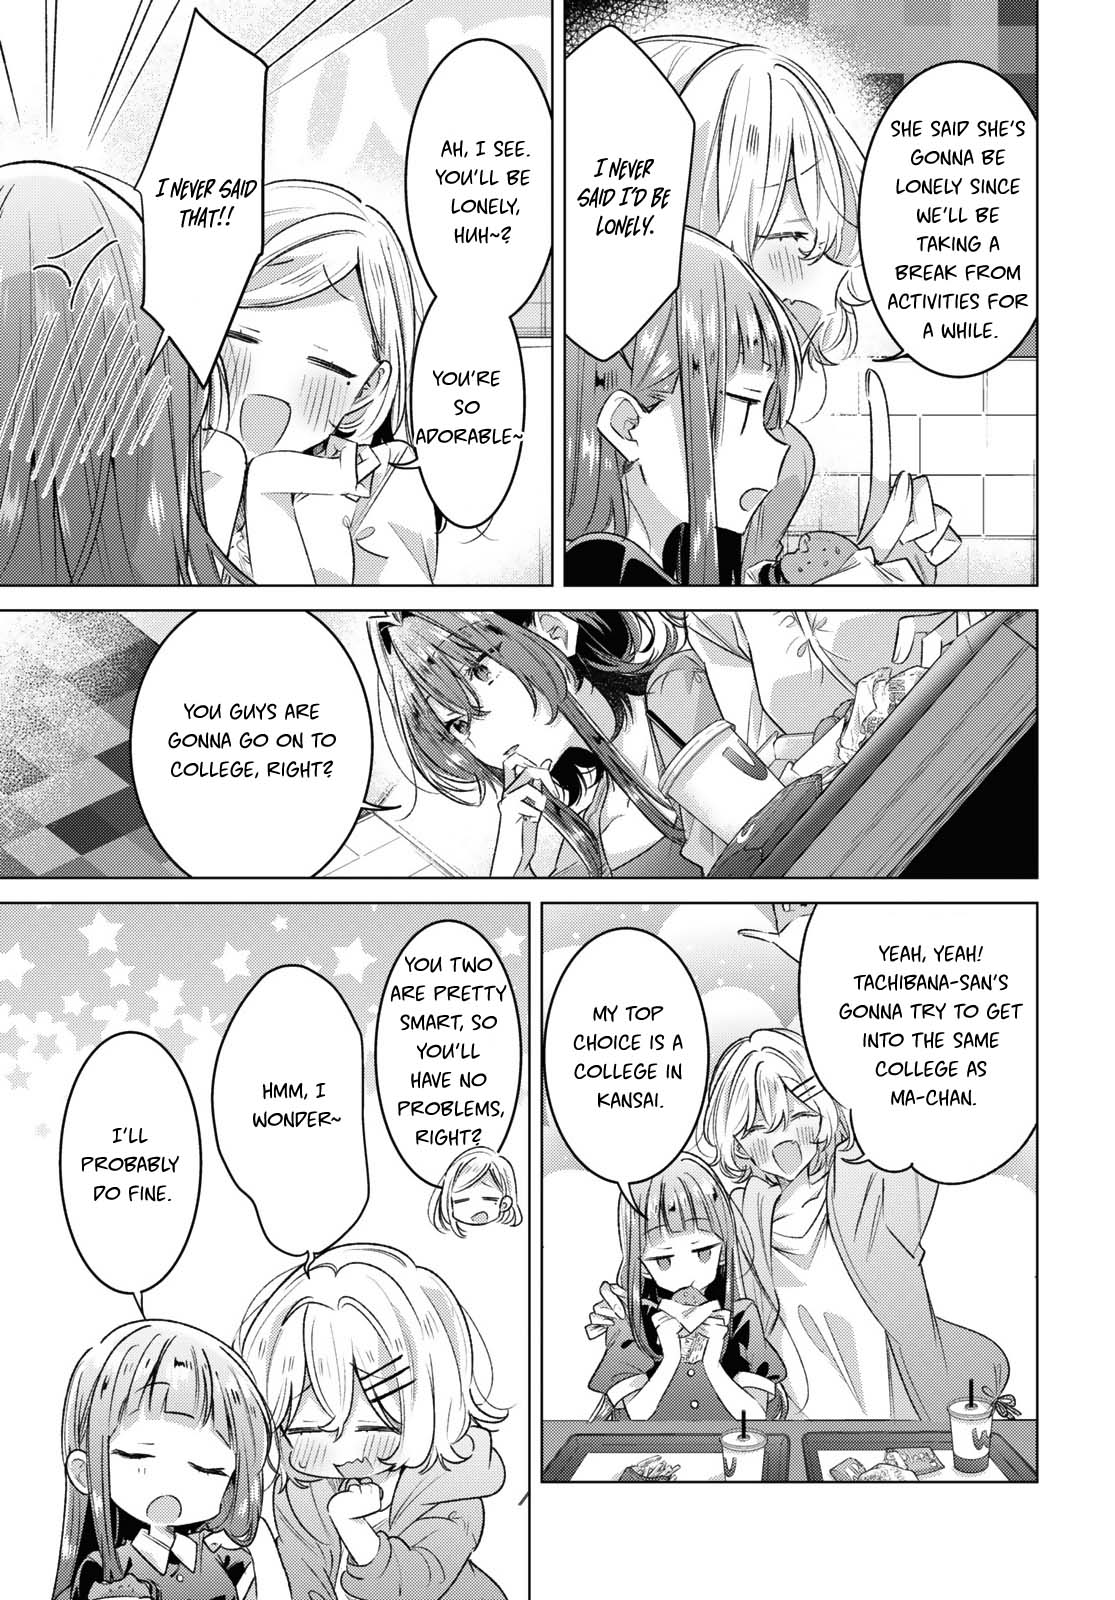 SHE SAID SHE'S
GONNA BE
LONELY SINCE
WE'LL BE
TAKING A
BREAK FROM
ACTIVITIES FOR
A WHILE.
I NEVER
SAID I'D BE
LONELY.
AH, I SEE.
YOU'LL BE
LONELY,
HUH~?
YOU'RE
SO
ADORABLE~
I NEVER SAID
THAT!!
YOU GUYS ARE
GONNA GO ON TO
COLLEGE, RIGHT?
YEAH, YEAH!
TACHIBANA-SAN'S
GONNA TRY TO GET
INTO THE SAME
COLLEGE AS
MA-CHAN.
MY TOP
CHOICE IS A
COLLEGE IN
KANSAI.
YOU TWO
ARE PRETTY
SMART, SO
YOU'LL
HAVE NO
PROBLEMS,
RIGHT?
HMM, I
WONDER~
I'LL
PROBABLY
DO FINE.